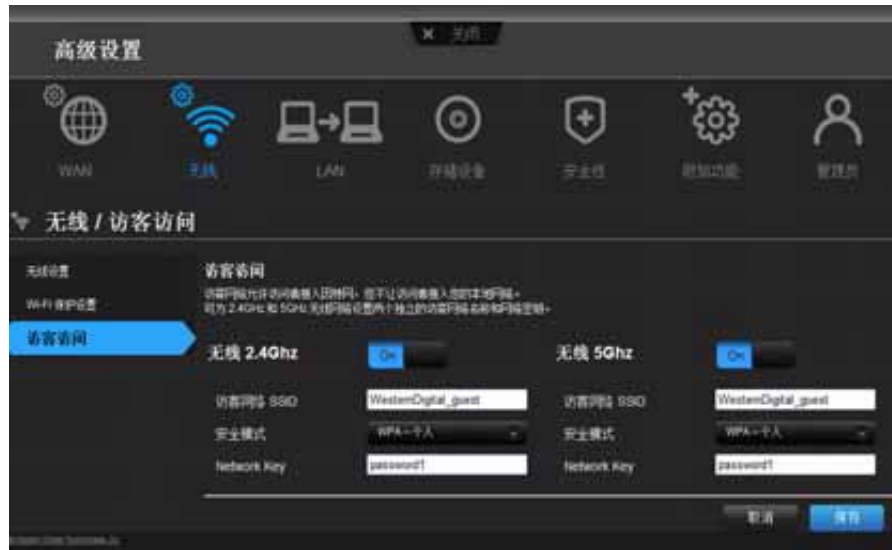 ✕ 关闭
高级设置
WAN
无线
LAN
存储设备
安全性
附加功能
管理员
无线 / 访客访问
无线设置
Wi-Fi 保护设置
访客访问
访客访问
访客网络允许访问者接入因特网，但不让访问者接入您的本地网络。
可为 2.4GHz 和 5GHz 无线网络设置两个独立的访客网络名称和网络密钥。
无线 2.4Ghz On 无线 5Ghz On
访客网络 SSID WesternDigital_guest 访客网络 SSID WesternDigital_guest
安全模式 WPA－个人 安全模式 WPA－个人
Network Key password1 Network Key password1
取消 保存